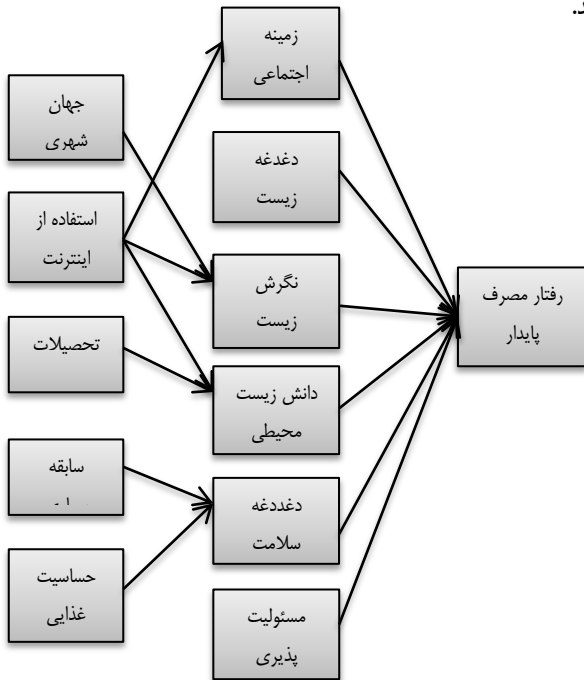 د.
زمینه
اجتماعی
جهان
شهری
دغدغه
زیست
استفاده از
اینترنت
نگرش
زیست
رفتار مصرف
پایدار
تحصیلات
دانش زیست
محیطی
سابقه
دغددغه
سلامت
حساسیت
غذایی
مسئولیت
پذیری